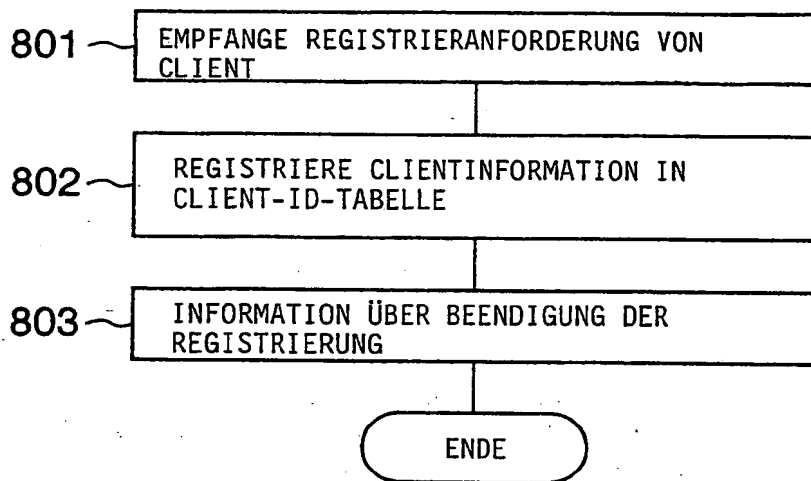 801 EMPFANGE REGISTRIERANFORDERUNG VON
CLIENT
802 REGISTRIERE CLIENTINFORMATION IN
CLIENT-ID-TABELLE
803 INFORMATION ÜBER BEENDIGUNG DER
REGISTRIERUNG
ENDE